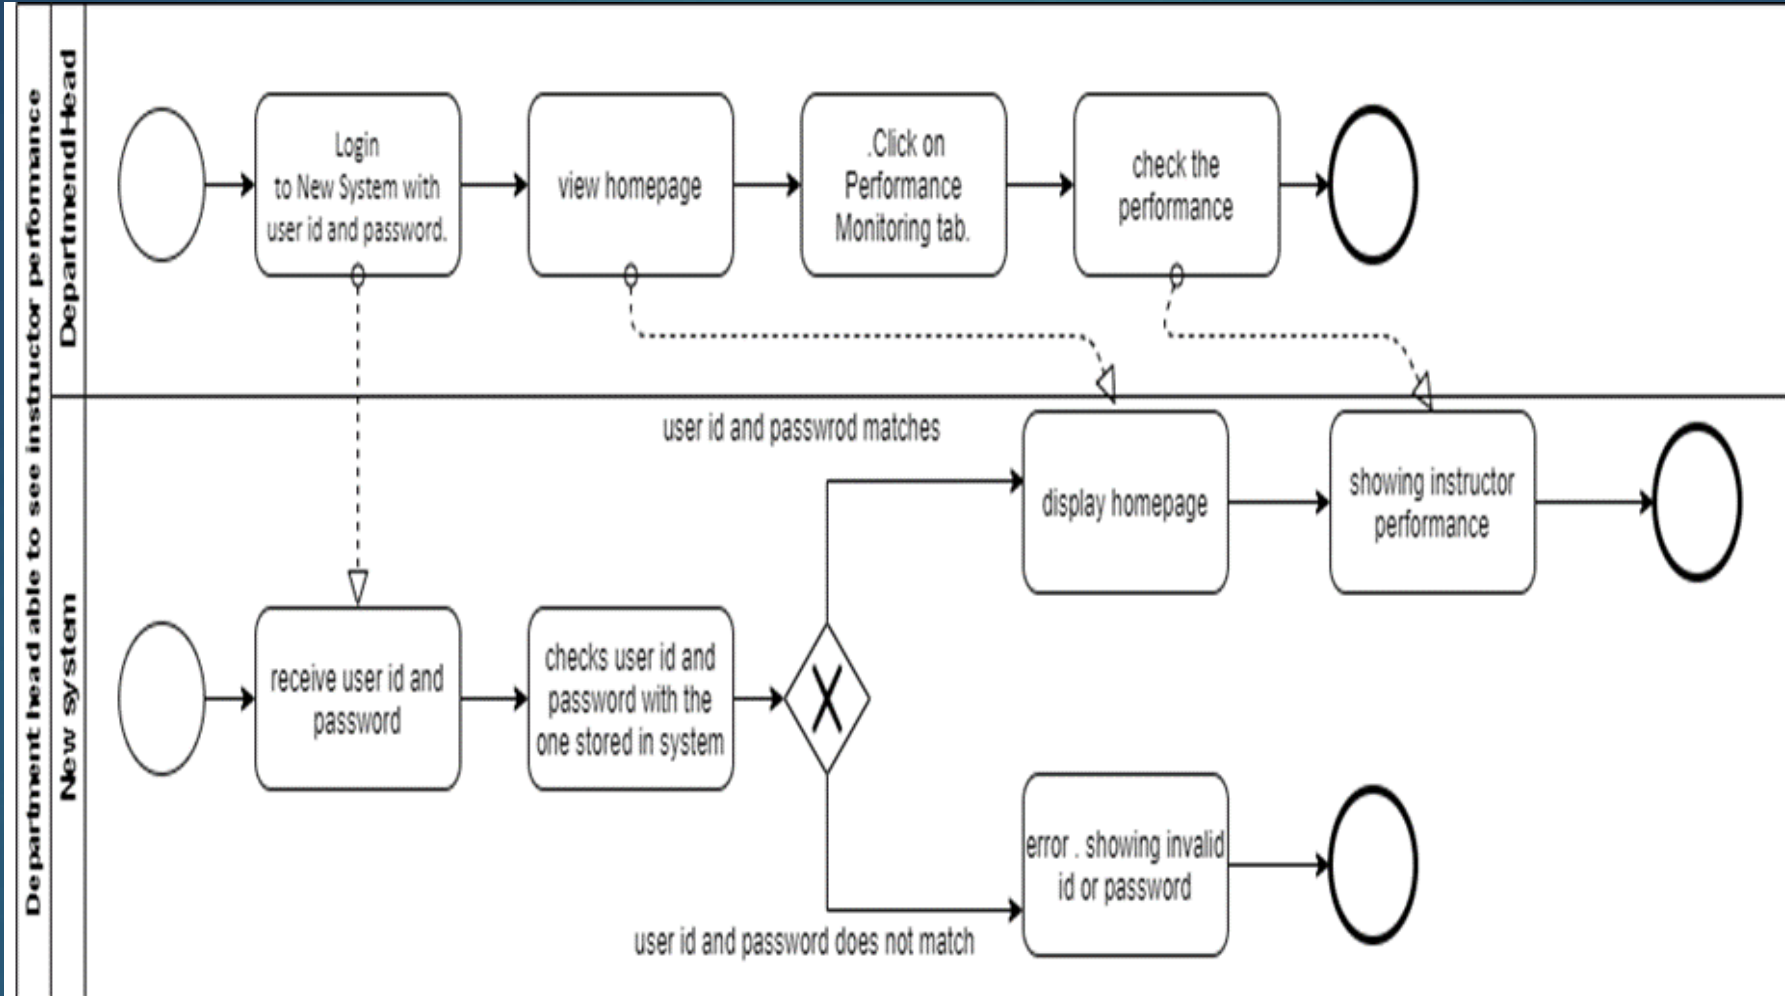 Department head able to see instructor performance
DepartmendHead
Login
to New System with
user id and password.
view homepage
.Click on
Performance
Monitoring tab.
check the
performance
New system
user id and passwrod matches
display homepage
showing instructor
performance
receive user id and
password
checks user id and
password with the
one stored in system
X
error . showing invalid
id or password
user id and password does not match